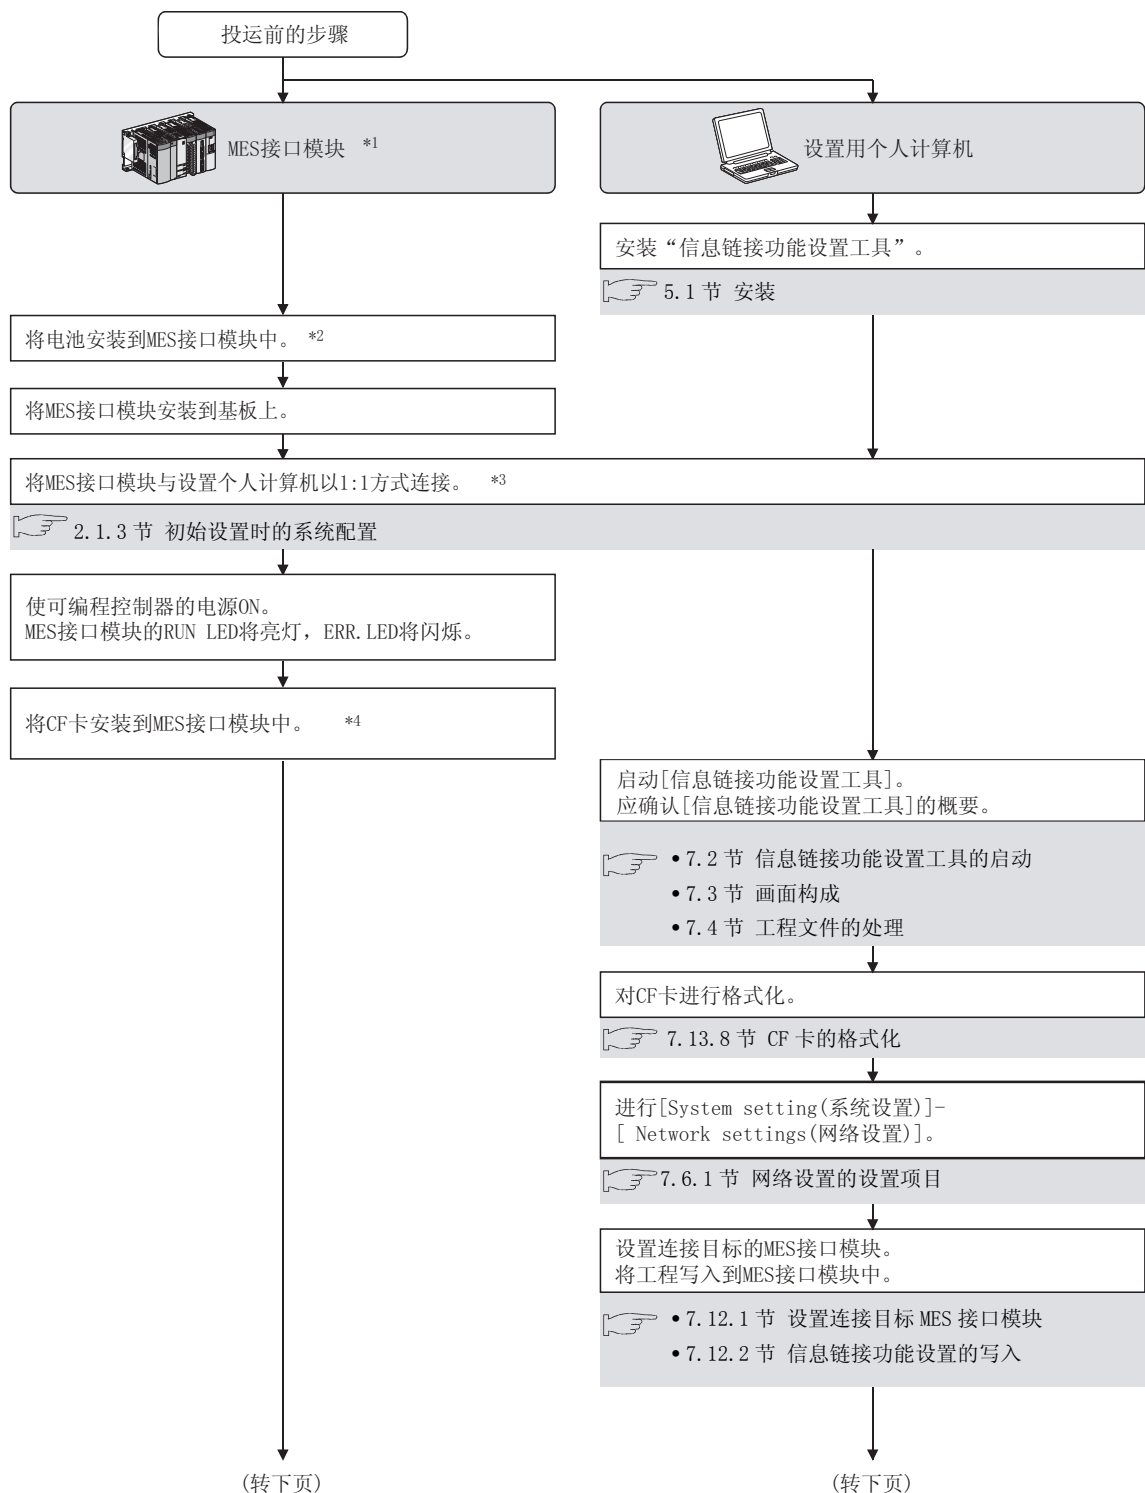 投运前的步骤
MES接口模块 *1
设置用个人计算机
安装“信息链接功能设置工具”。
5.1 节 安装
将电池安装到MES接口模块中。 *2
将MES接口模块安装到基板上。
将MES接口模块与设置个人计算机以1:1方式连接。 *3
2.1.3 节 初始设置时的系统配置
使可编程控制器的电源ON。
MES接口模块的RUN LED将亮灯，ERR.LED将闪烁。
将CF卡安装到MES接口模块中。 *4
启动[信息链接功能设置工具]。
应确认[信息链接功能设置工具]的概要。
• 7.2 节 信息链接功能设置工具的启动
• 7.3 节 画面构成
• 7.4 节 工程文件的处理
对CF卡进行格式化。
7.13.8 节 CF 卡的格式化
进行[System setting(系统设置)]-
[ Network settings(网络设置)]。
7.6.1 节 网络设置的设置项目
设置连接目标的MES接口模块。
将工程写入到MES接口模块中。
• 7.12.1 节 设置连接目标 MES 接口模块
• 7.12.2 节 信息链接功能设置的写入
(转下页)
(转下页)